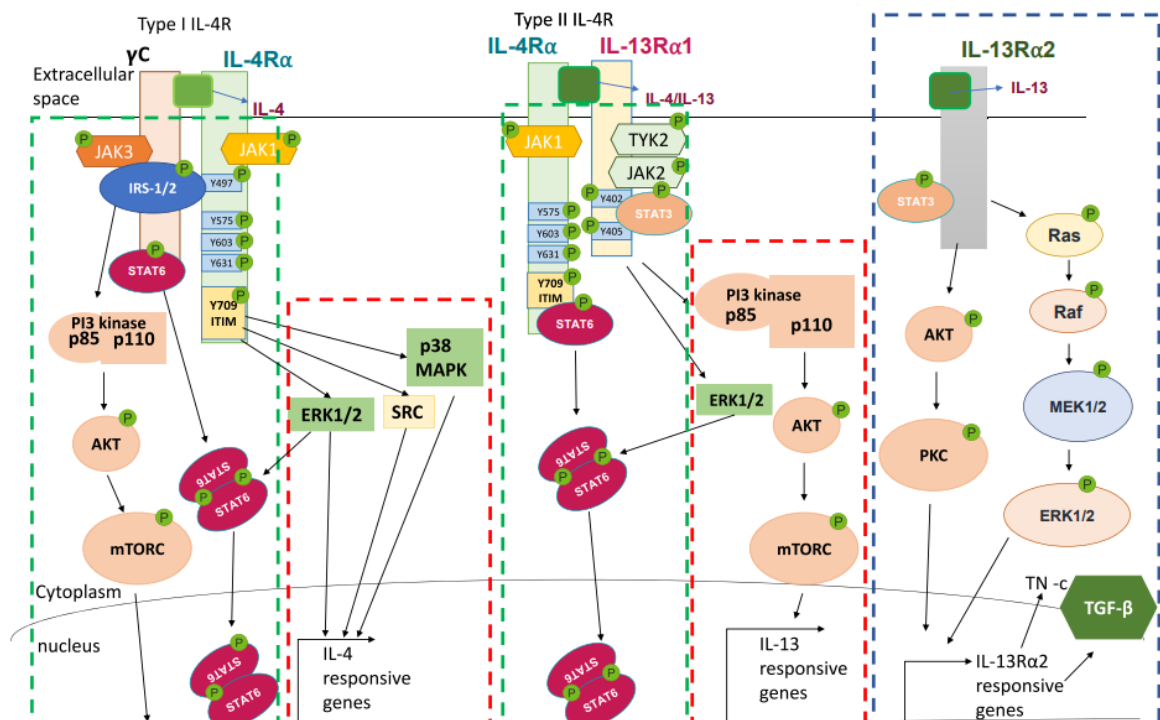 Type I IL-4R
γC
IL-4Rα
Extracellular
space
IL-4
P
JAK3
P
JAK1
P
IRS-1/2
P
Y497
P
Y575
P
Y603
P
Y631
P
STAT6
P
Y709
ITIM
P
PI3 kinase
p85
p110
p38
MAPK
ERK1/2
SRC
AKT
P
STAT6
P
P
STAT6
mTORC
P
Cytoplasm
nucleus
P
STAT6
P
STAT6
IL-4
responsive
genes
Type II IL-4R
IL-4Rα
IL-13Rα1
IL-4/IL-13
P
JAK1
TYK2
P
JAK2
P
P
Y402
P
STAT3
P
Y405
Y575
P
Y603
P
Y631
P
Y709
ITIM
P
STAT6
PI3 kinase
p85
p110
ERK1/2
AKT
P
STAT6
P
P
STAT6
mTORC
P
STAT6
P
P
STAT6
IL-13
responsive
genes
IL-13Rα2
IL-13
P
STAT3
Ras
P
Raf
P
AKT
P
MEK1/2
P
PKC
P
ERK1/2
P
TN -c
TGF-β
IL-13Rα2
responsive
genes